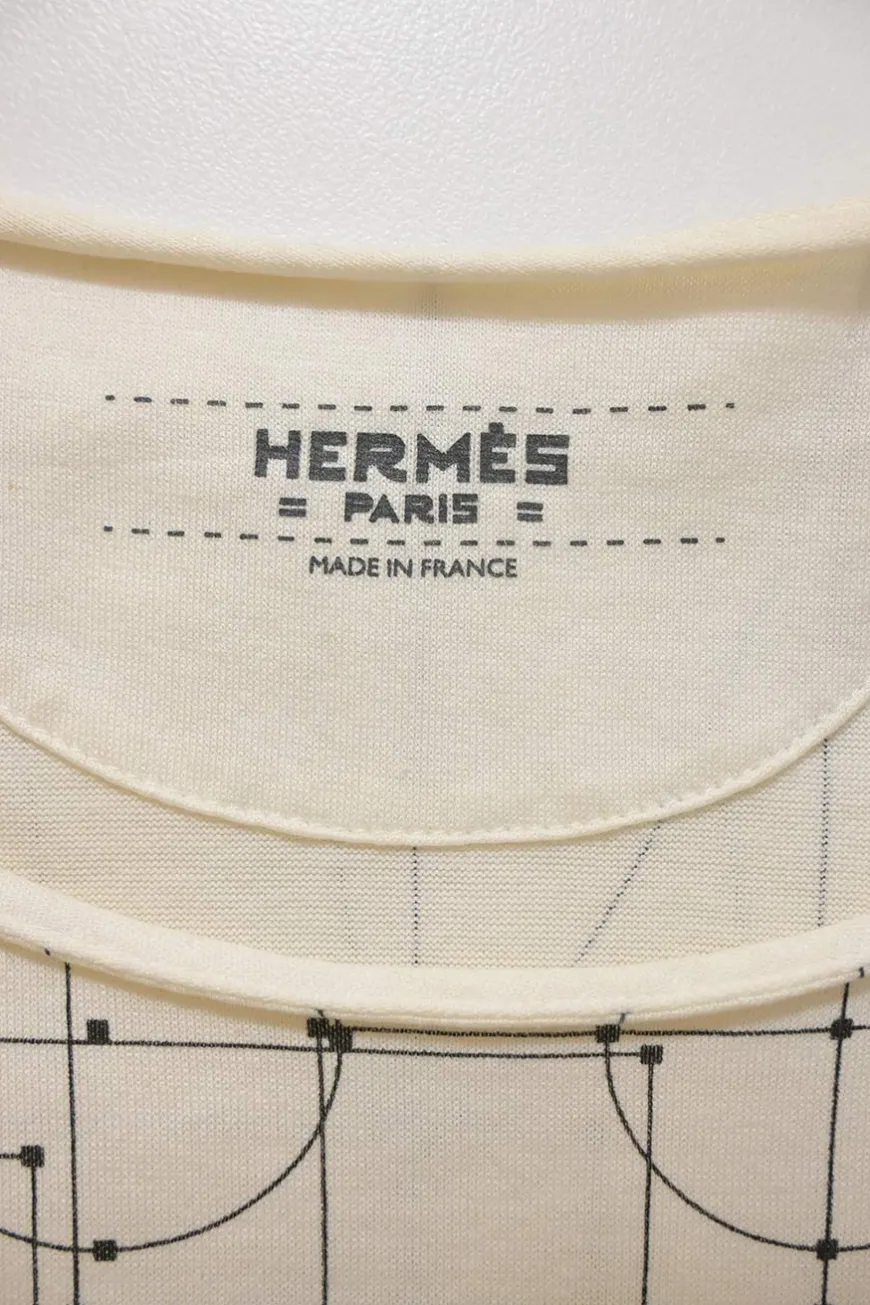 HERMÈS
= PARIS =
MADE IN FRANCE